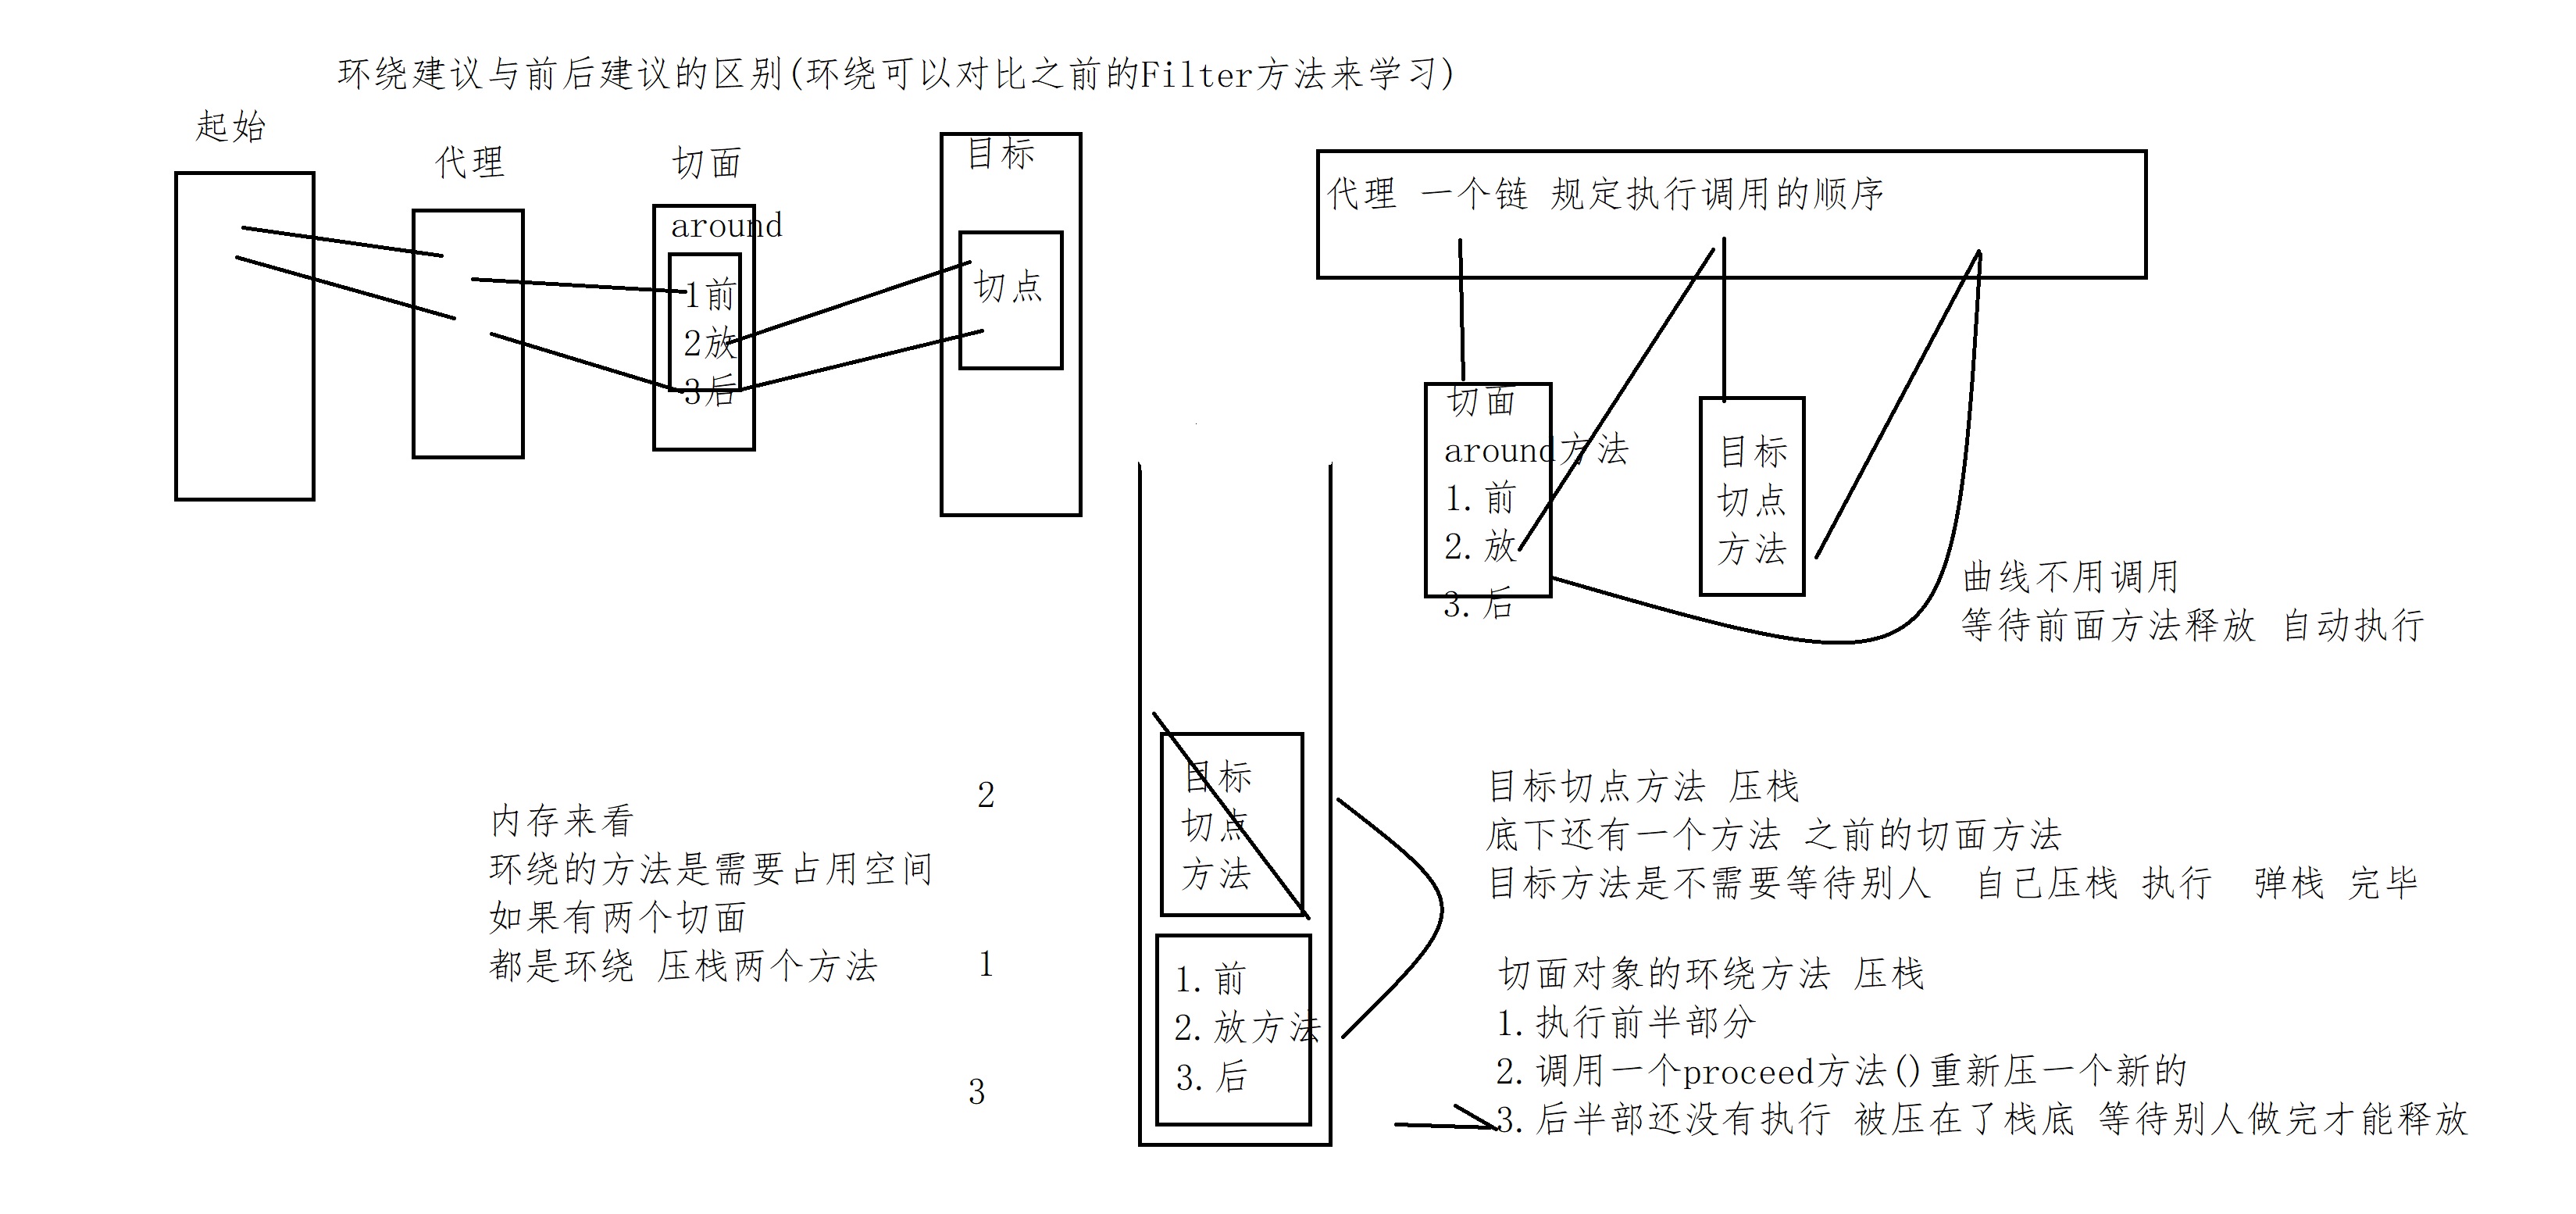 环绕建议与前后建议的区别(环绕可以对比之前的Filter方法来学习)
起始
代理
切面
目标
around
1前
2放
3后
切点
代理 一个链 规定执行调用的顺序
切面
around方法
1.前
2.放
3.后
目标
切点
方法
曲线不用调用
等待前面方法释放 自动执行
内存来看
环绕的方法是需要占用空间
如果有两个切面
都是环绕 压栈两个方法
2
1
3
目标
切点
方法
1.前
2.放方法
3.后
目标切点方法 压栈
底下还有一个方法 之前的切面方法
目标方法是不需要等待别人  自己压栈 执行  弹栈 完毕
切面对象的环绕方法 压栈
1.执行前半部分
2.调用一个proceed方法()重新压一个新的
3.后半部还没有执行 被压在了栈底 等待别人做完才能释放